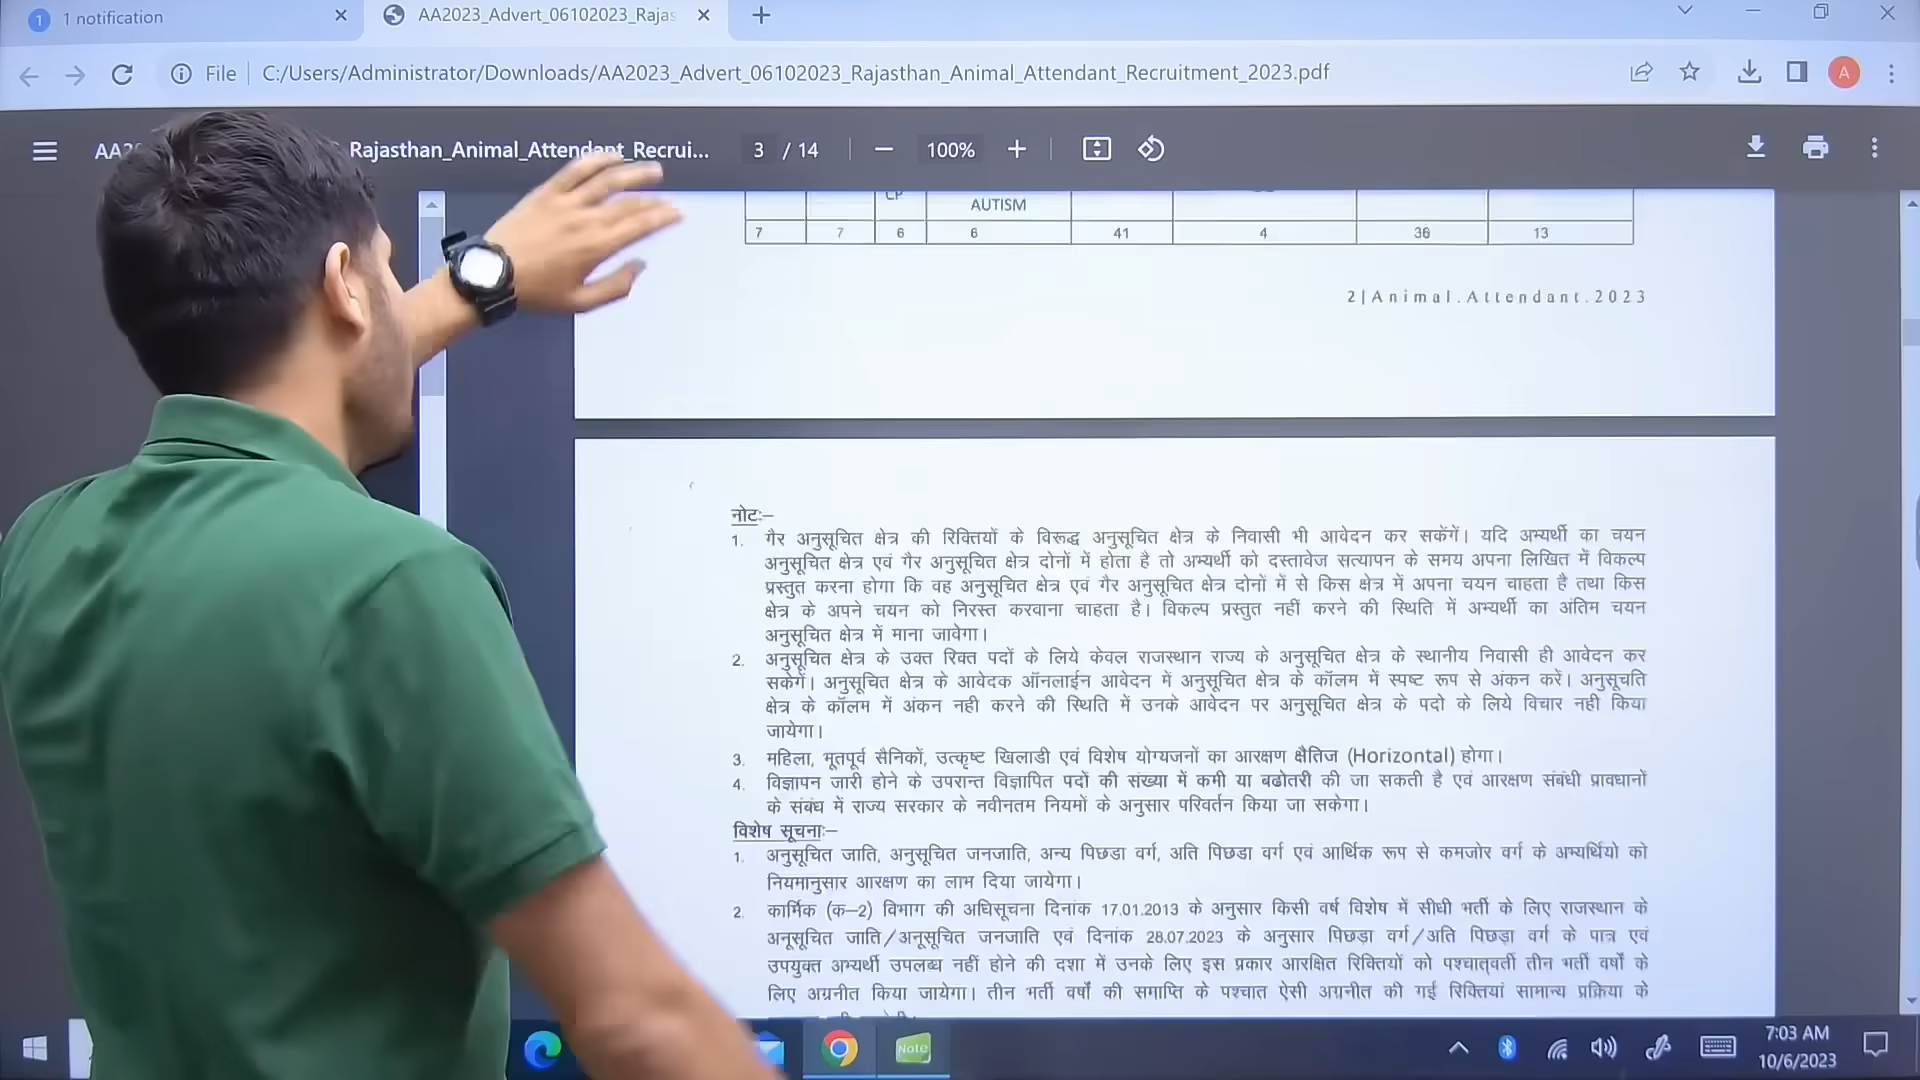 1 1 notification
AA2023_Advert_06102023_Rajas
File C:/Users/Administrator/Downloads/AA2023_Advert_06102023_Rajasthan_Animal_Attendant_Recruitment_2023.pdf
A
Rajasthan_Animal_Attendant_Recrui... 3 / 14 100%
CP AUTISM
7 7 6 6 41 4 36 13
2|Animal.Attendant.2023
नोटः–
1. गैर अनुसूचित क्षेत्र की रिक्तियों के विरूद्ध अनुसूचित क्षेत्र के निवासी भी आवेदन कर सकेगें। यदि अभ्यर्थी का चयन
अनुसूचित क्षेत्र एवं गैर अनुसूचित क्षेत्र दोनों में होता है तो अभ्यर्थी को दस्तावेज सत्यापन के समय अपना लिखित में विकल्प
प्रस्तुत करना होगा कि वह अनुसूचित क्षेत्र एवं गैर अनुसूचित क्षेत्र दोनों में से किस क्षेत्र में अपना चयन चाहता है तथा किस
क्षेत्र के अपने चयन को निरस्त करवाना चाहता है। विकल्प प्रस्तुत नहीं करने की स्थिति में अभ्यर्थी का अंतिम चयन
अनुसूचित क्षेत्र में माना जावेगा।
2. अनुसूचित क्षेत्र के उक्त रिक्त पदों के लिये केवल राजस्थान राज्य के अनुसूचित क्षेत्र के स्थानीय निवासी ही आवेदन कर
सकेगें। अनुसूचित क्षेत्र के आवेदक ऑनलाईन आवेदन में अनुसूचित क्षेत्र के कॉलम में स्पष्ट रूप से अंकन करें। अनुसूचति
क्षेत्र के कॉलम में अंकन नही करने की स्थिति में उनके आवेदन पर अनुसूचित क्षेत्र के पदो के लिये विचार नही किया
जायेगा।
3. महिला, भूतपूर्व सैनिकों, उत्कृष्ट खिलाडी एवं विशेष योग्यजनों का आरक्षण क्षैतिज (Horizontal) होगा।
4. विज्ञापन जारी होने के उपरान्त विज्ञापित पदों की संख्या में कमी या बढोतरी की जा सकती है एवं आरक्षण संबंधी प्रावधानों
के संबंध में राज्य सरकार के नवीनतम नियमों के अनुसार परिवर्तन किया जा सकेगा।
विशेष सूचनाः–
1. अनुसूचित जाति, अनुसूचित जनजाति, अन्य पिछडा वर्ग, अति पिछडा वर्ग एवं आर्थिक रूप से कमजोर वर्ग के अभ्यर्थियो को
नियमानुसार आरक्षण का लाभ दिया जायेगा।
2. कार्मिक (क–2) विभाग की अधिसूचना दिनांक 17.01.2013 के अनुसार किसी वर्ष विशेष में सीधी भर्ती के लिए राजस्थान के
अनूसूचित जाति/अनूसूचित जनजाति एवं दिनांक 28.07.2023 के अनुसार पिछड़ा वर्ग/अति पिछड़ा वर्ग के पात्र एवं
उपयुक्त अभ्यर्थी उपलब्ध नहीं होने की दशा में उनके लिए इस प्रकार आरक्षित रिक्तियों को पश्चात्वर्ती तीन भर्ती वर्षों के
लिए अग्रनीत किया जायेगा। तीन भर्ती वर्षों की समाप्ति के पश्चात ऐसी अग्रनीत की गई रिक्तियां सामान्य प्रक्रिया के
Note
7:03 AM
10/6/2023